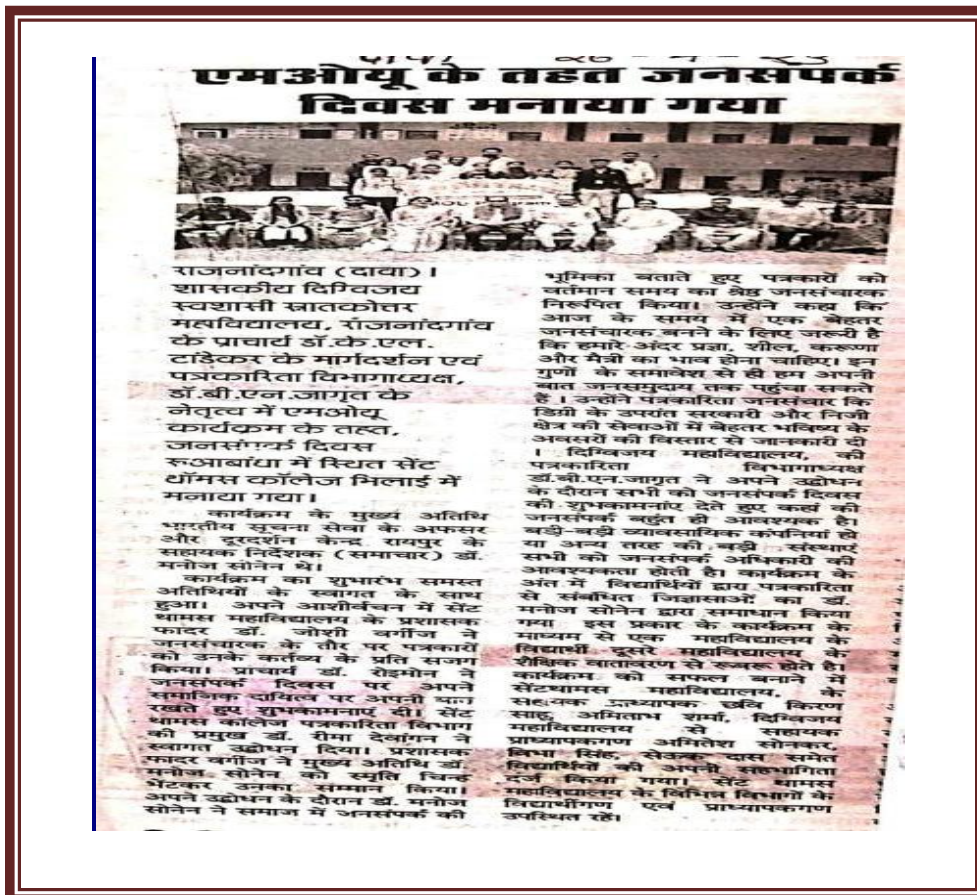 एमओयू के तहत जनसंपर्क
दिवस मनाया गया
राजनांदगांव (दावा)।
शासकीय दिग्विजय
स्वशासी स्नातकोत्तर
महाविद्यालय, राजनांदगांव
के प्राचार्य डॉ.के.एल.
टांडेकर के मार्गदर्शन एवं
पत्रकारिता विभागाध्यक्ष,
डॉ.बी.एन.जागृत के
नेतृत्व में एमओयू
कार्यक्रम के तहत,
जनसंपर्क दिवस
रूआबांधा में स्थित सेंट
थॉमस कॉलेज भिलाई में
मनाया गया।
कार्यक्रम के मुख्य अतिथि
भारतीय सूचना सेवा के अफसर
और दूरदर्शन केन्द्र रायपुर के
सहायक निर्देशक (समाचार) डॉ.
मनोज सोनेन थे।
कार्यक्रम का शुभारंभ समस्त
अतिथियों के स्वागत के साथ
हुआ। अपने आशीर्वचन में सेंट
थामस महाविद्यालय के प्रशासक
फादर डॉ. जोशी वर्गीज ने
जनसंचारक के तौर पर पत्रकारों
को उनके कर्तव्य के प्रति सजग
किया। प्राचार्य डॉ. रोइमोन ने
जनसंपर्क दिवस पर अपने
समाजिक दायित्व पर अपनी बात
रखते हुए शुभकामनाएं दी। सेंट
थामस कॉलेज पत्रकारिता विभाग
की प्रमुख डॉ. रीमा देवांगन ने
स्वागत उद्बोधन दिया। प्रशासक
फादर वर्गीज ने मुख्य अतिथि डॉ.
मनोज सोनेन को स्मृति चिन्ह
भेंटकर उनका सम्मान किया।
अपने उद्बोधन के दौरान डॉ. मनोज
सोनेन ने समाज में जनसंपर्क की
भूमिका बताते हुए पत्रकारों को
वर्तमान समय का श्रेष्ठ जनसंचारक
निरूपित किया। उन्होंने कहा कि
आज के समय में एक बेहतर
जनसंचारक बनने के लिए जरूरी है
कि हमारे अंदर प्रज्ञा, शील, करूणा
और मैत्री का भाव होना चाहिए। इन
गुणों के समावेश से ही हम अपनी
बात जनसमुदाय तक पहुंचा सकते
हैं । उन्होंने पत्रकारिता जनसंचार कि
डिग्री के उपरांत सरकारी और निजी
क्षेत्र की सेवाओं में बेहतर भविष्य के
अवसरों की विस्तार से जानकारी दी
। दिग्विजय महाविद्यालय, की
पत्रकारिता विभागाध्यक्ष
डॉ.बी.एन.जागृत ने अपने उद्बोधन
के दौरान सभी को जनसंपर्क दिवस
की शुभकामनाएं देते हुए कहां की
जनसंपर्क बहुत ही आवश्यक है।
बड़ी-बड़ी व्यावसायिक कंपनियां हो
या अन्य तरह की बड़ी संस्थाएं
सभी को जनसंपर्क अधिकारी की
आवश्यकता होती है। कार्यक्रम के
अंत में विद्यार्थियों द्वारा पत्रकारिता
से संबंधित जिज्ञासाओं का डॉ.
मनोज सोनेन द्वारा समाधान किया
गया इस प्रकार के कार्यक्रम के
माध्यम से एक महाविद्यालय के
विद्यार्थी दूसरे महाविद्यालय के
शैक्षिक वातावरण से रूबरू होते है।
कार्यक्रम को सफल बनाने में
सेंटथामस महाविद्यालय, के
सहायक प्राध्यापक छवि किरण
साहू, अमिताभ शर्मा, दिग्विजय
महाविद्यालय से सहायक
प्राध्यापकगण अमितेश सोनकर,
विभा सिंह, दास समेत
विद्यार्थियों की अपनी सहभागिता
दर्ज किया गया। सेंट थामस
महाविद्यालय के विभिन्न विभागों के
विद्यार्थीगण एवं प्राध्यापकगण
उपस्थित रहें।